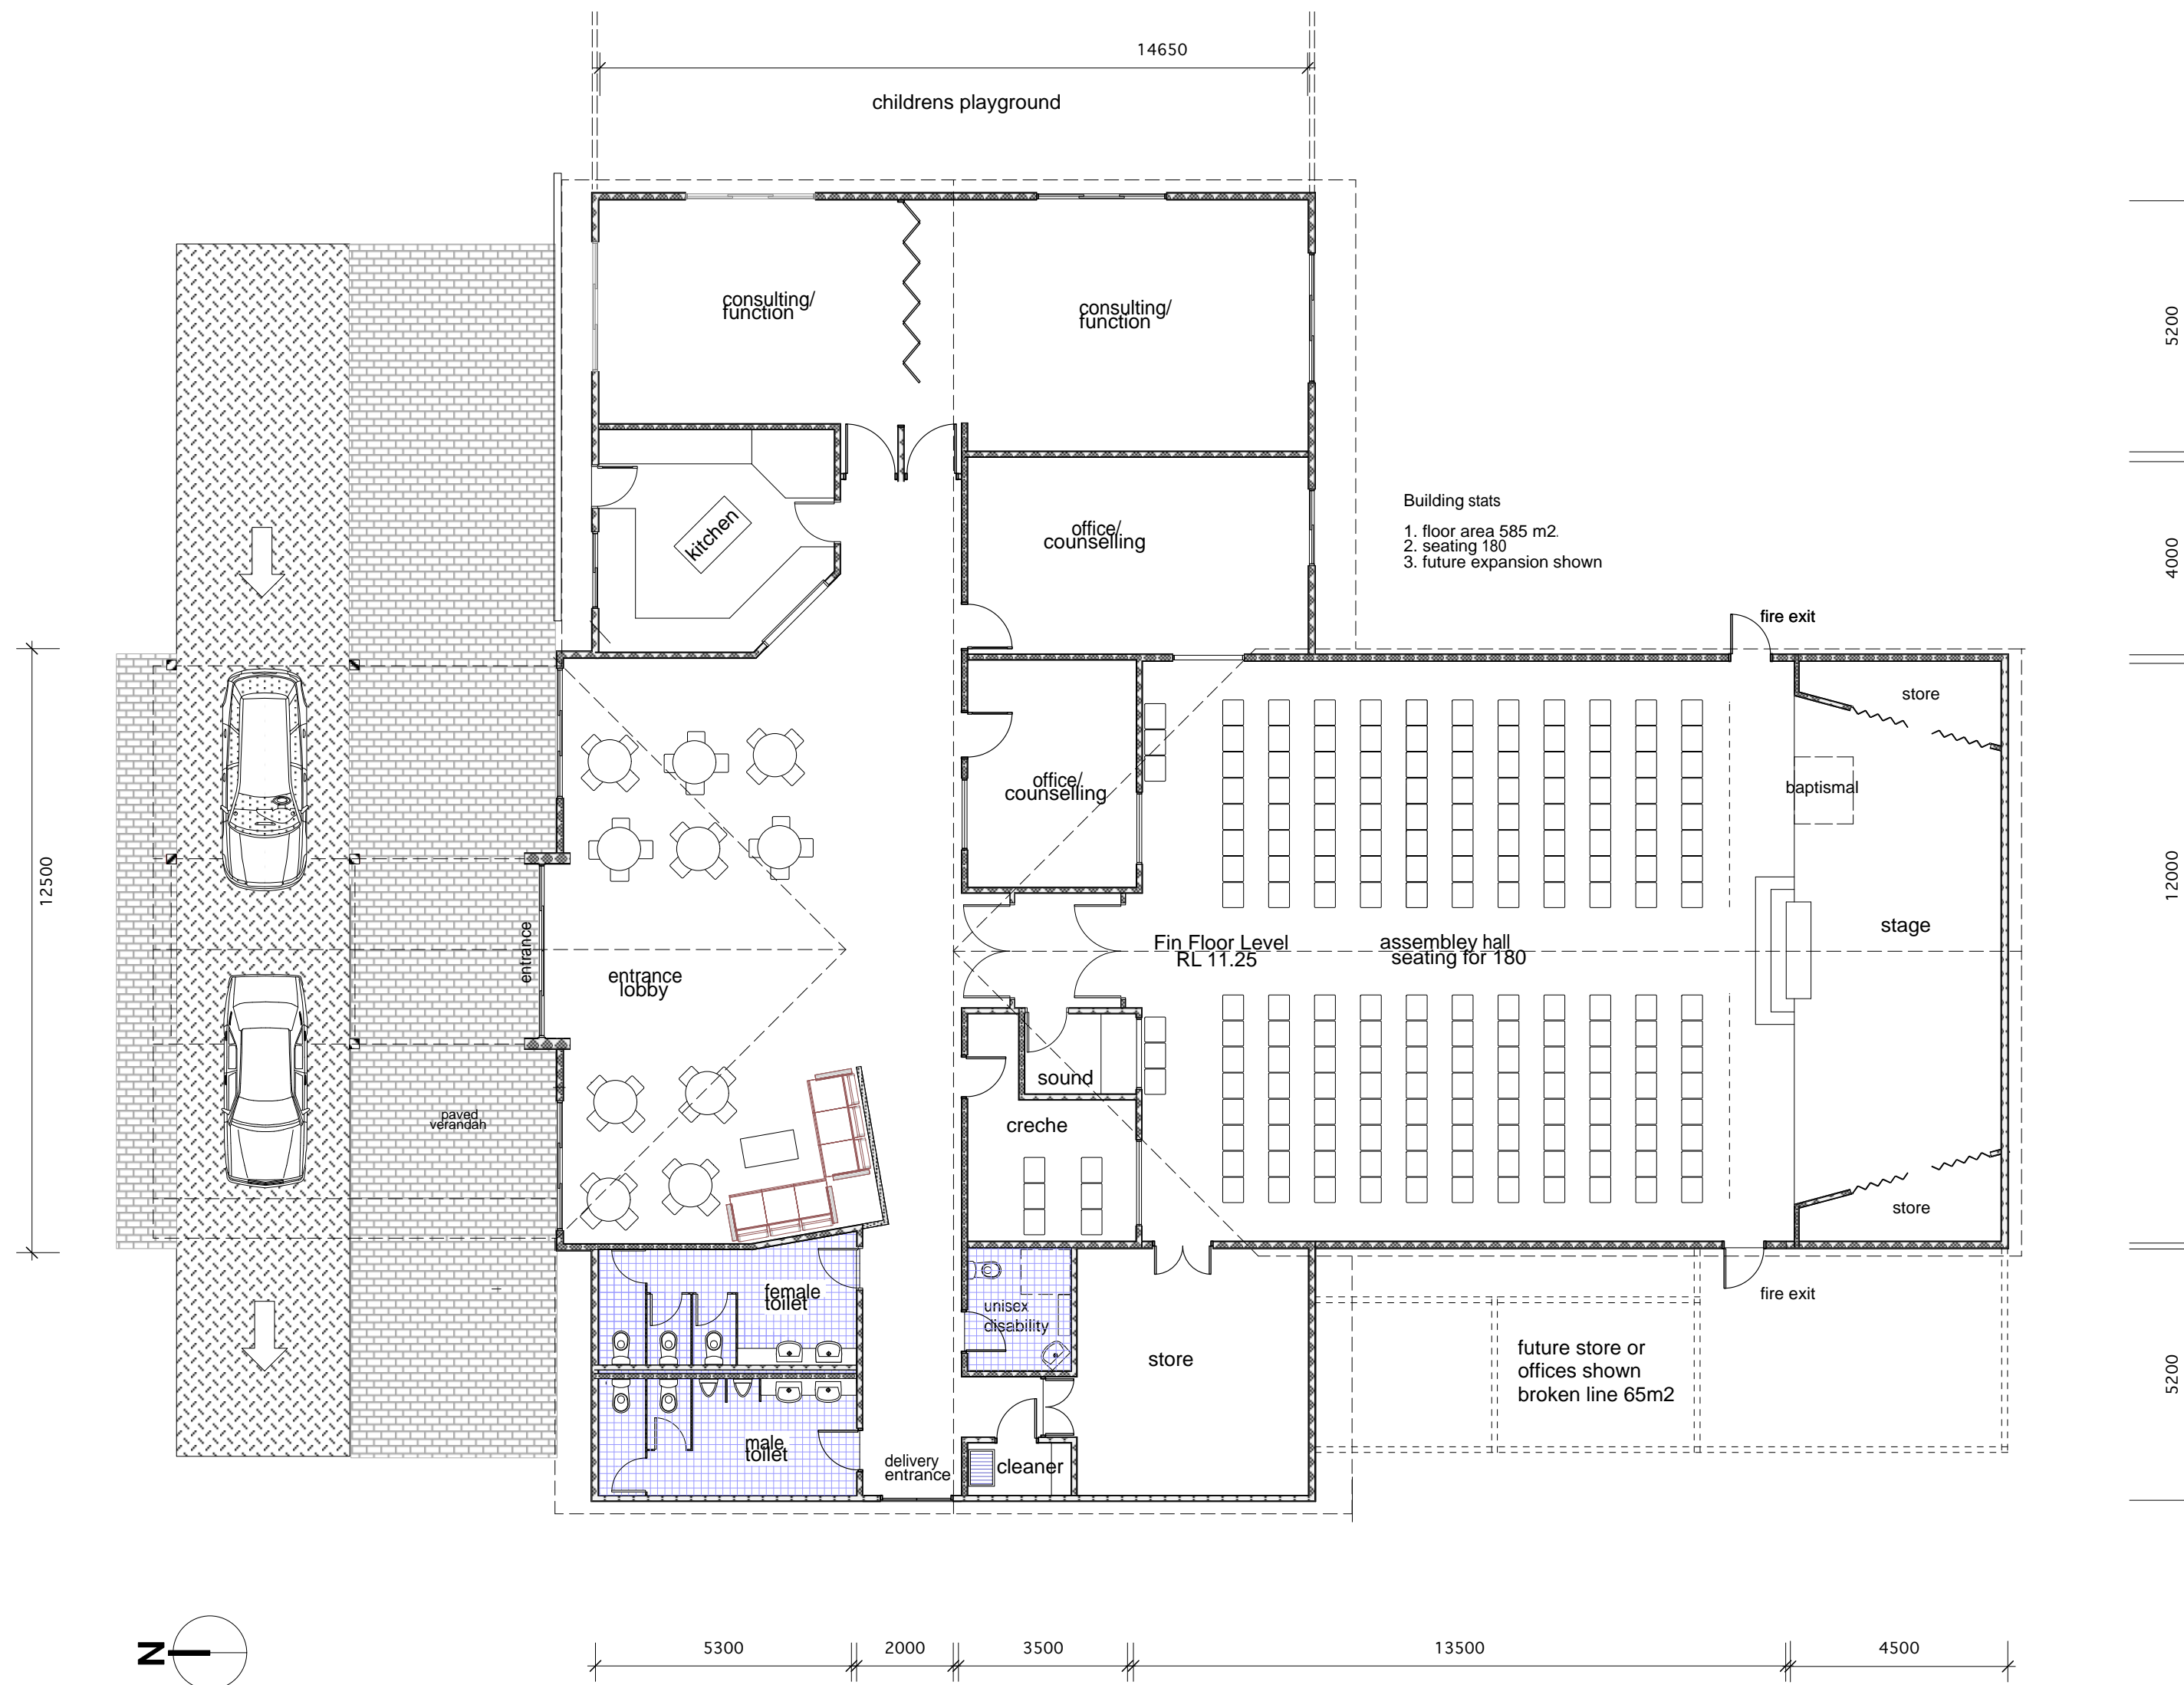 14650
childrens playground
consulting/
function
consulting/
function
5200
kitchen
office/
counselling
Building stats
1. floor area 585 m2.
2. seating 180
3. future expansion shown
4000
fire exit
store
office/
counselling
baptismal
12500
12000
entrance
entrance
lobby
Fin Floor Level
RL 11.25
assembley hall
seating for 180
stage
sound
creche
paved
verandah
store
female
toilet
unisex
disability
fire exit
store
future store or
offices shown
broken line 65m2
5200
male
toilet
delivery
entrance
cleaner
N
5300
2000
3500
13500
4500